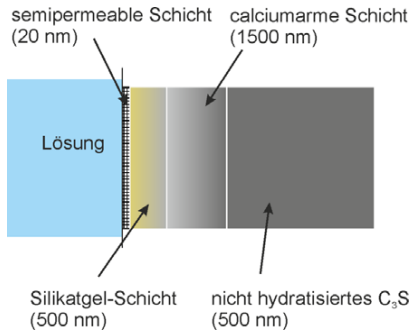 semipermeable Schicht
(20 nm)
calciumarme Schicht
(1500 nm)
Lösung
Silikatgel-Schicht
(500 nm)
nicht hydratisiertes C₃S
(500 nm)